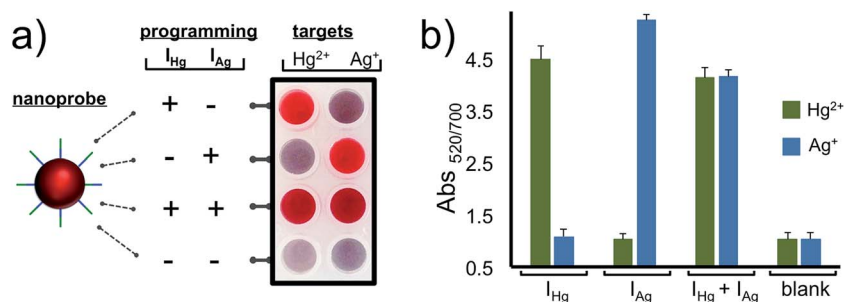 a)
programming
I_Hg I_Ag
targets
Hg²⁺ Ag⁺
nanoprobe
+ -
- +
+ +
- -
b)
Abs 520/700
4.5
3.5
2.5
1.5
0.5
Hg²⁺
Ag⁺
I_Hg I_Ag I_Hg + I_Ag blank